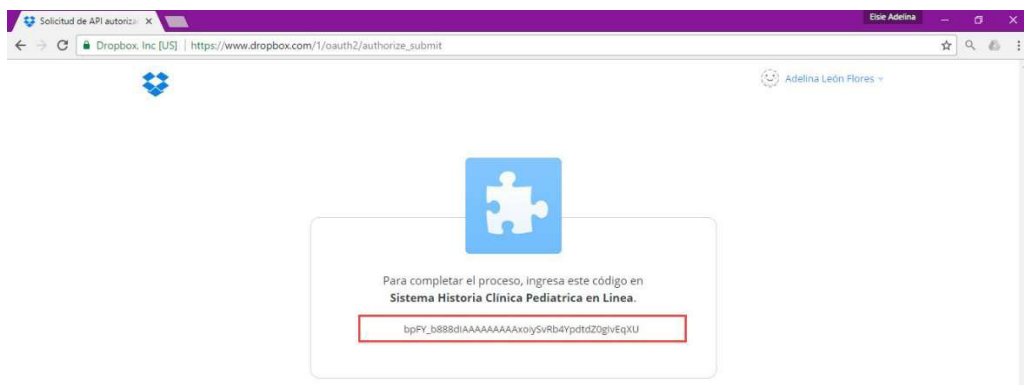 Solicitud de API autoriza
Elsie Adelina
Dropbox, Inc [US] | https://www.dropbox.com/1/oauth2/authorize_submit
Adelina León Flores
Para completar el proceso, ingresa este código en
Sistema Historia Clínica Pediatrica en Linea.
bpFY_b888dIAAAAAAAAAxoiySvRb4YpdtdZ0gIvEqXU